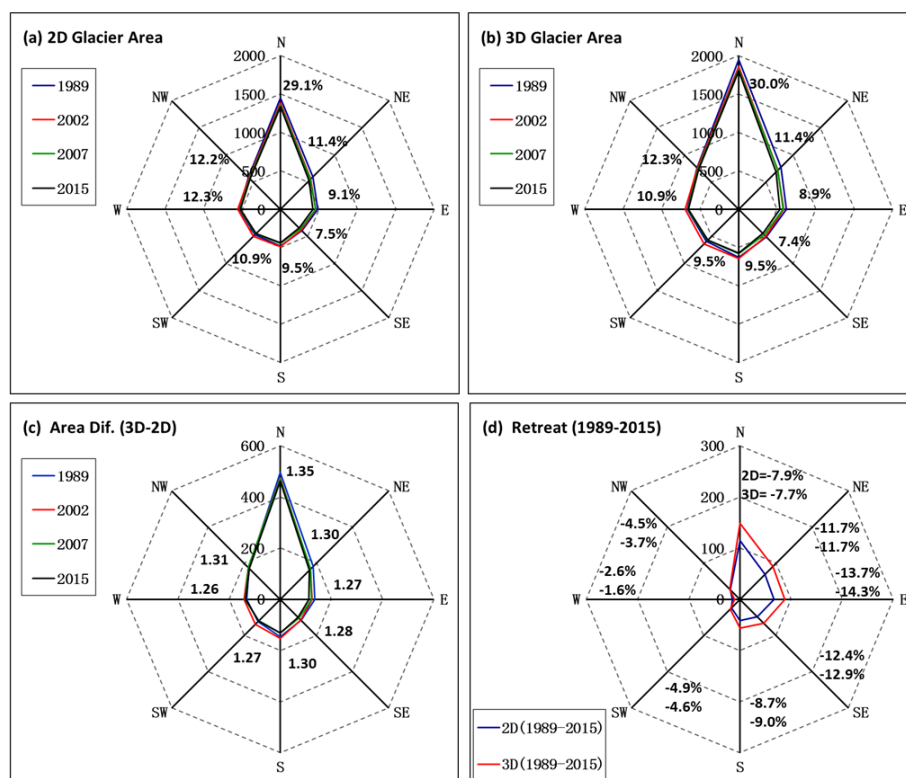 (a) 2D Glacier Area
N
2000
1500
1000
500
0
1989
2002
2007
2015
NW
NE
W
E
SW
SE
S
29.1%
11.4%
9.1%
7.5%
9.5%
10.9%
12.3%
12.2%
(b) 3D Glacier Area
N
2000
1500
1000
500
0
1989
2002
2007
2015
NW
NE
W
E
SW
SE
S
30.0%
11.4%
8.9%
7.4%
9.5%
9.5%
10.9%
12.3%
(c) Area Dif. (3D-2D)
N
600
400
200
0
1989
2002
2007
2015
NW
NE
W
E
SW
SE
S
1.35
1.30
1.27
1.28
1.30
1.27
1.26
1.31
(d) Retreat (1989-2015)
N
300
200
100
0
NW
NE
W
E
SW
SE
S
2D=-7.9%
3D= -7.7%
-11.7%
-11.7%
-13.7%
-14.3%
-12.4%
-12.9%
-8.7%
-9.0%
-4.9%
-4.6%
-2.6%
-1.6%
-4.5%
-3.7%
2D(1989-2015)
3D(1989-2015)